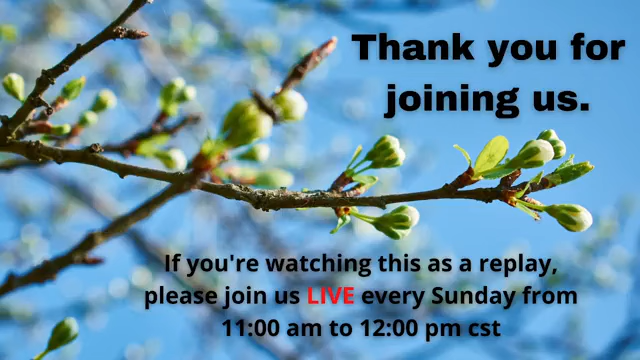 Thank you for
joining us.
If you're watching this as a replay,
please join us LIVE every Sunday from
11:00 am to 12:00 pm cst